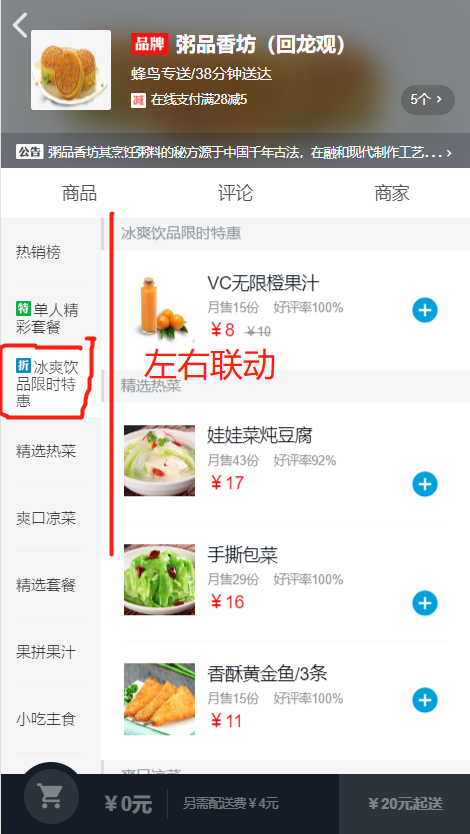 品牌 粥品香坊（回龙观）
蜂鸟专送/38分钟送达
减 在线支付满28减5
5个 >
公告 粥品香坊其烹饪粥料的秘方源于中国千年古法，在融和现代制作工艺... >
商品 评论 商家
热销榜
特 单人精
彩套餐
折 冰爽饮
品限时特
惠
精选热菜
爽口凉菜
精选套餐
果拼果汁
小吃主食
冰爽饮品限时特惠
VC无限橙果汁
月售15份 好评率100%
￥8 ￥10
左右联动
精选热菜
娃娃菜炖豆腐
月售43份 好评率92%
￥17
手撕包菜
月售29份 好评率100%
￥16
香酥黄金鱼/3条
月售15份 好评率100%
￥11
爽口凉菜
￥0元 另需配送费￥4元 ￥20元起送